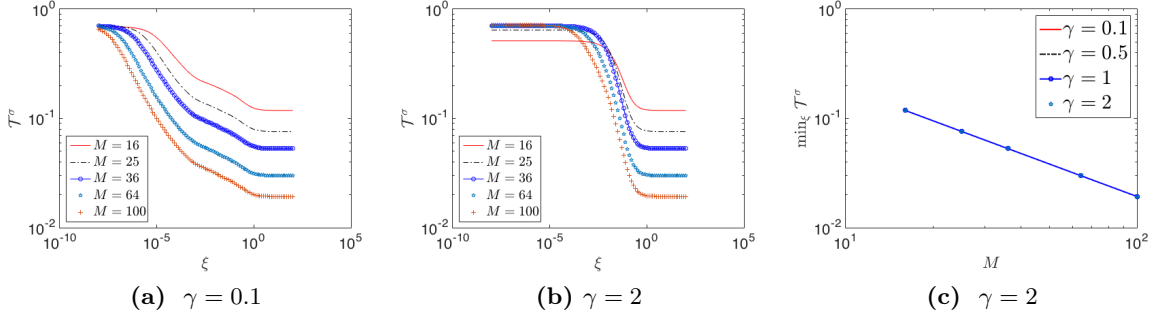 10^0
10^{-1}
10^{-2}
𝒯^σ
M = 16
M = 25
M = 36
M = 64
M = 100
10^{-10} 10^{-5} 10^0 10^5
ξ
(a) γ = 0.1
10^0
10^{-1}
10^{-2}
𝒯^σ
M = 16
M = 25
M = 36
M = 64
M = 100
10^{-10} 10^{-5} 10^0 10^5
ξ
(b) γ = 2
10^0
10^{-1}
10^{-2}
min_ξ 𝒯^σ
γ = 0.1
γ = 0.5
γ = 1
γ = 2
10^1 10^2
M
(c) γ = 2